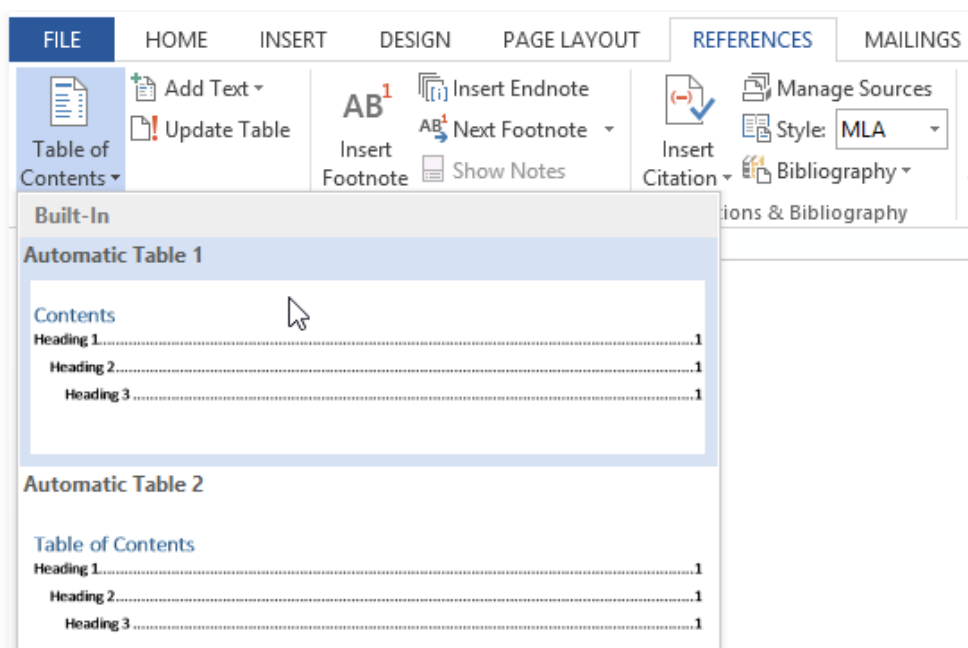 FILE HOME INSERT DESIGN PAGE LAYOUT REFERENCES MAILINGS
Table of Contents
Add Text
Update Table
AB1
Insert Footnote
Insert Endnote
AB1 Next Footnote
Show Notes
Insert Citation
Manage Sources
Style: MLA
Bibliography
ions & Bibliography
Built-In
Automatic Table 1
Contents
Heading 1....................1
Heading 2....................1
Heading 3....................1
Automatic Table 2
Table of Contents
Heading 1....................1
Heading 2....................1
Heading 3....................1